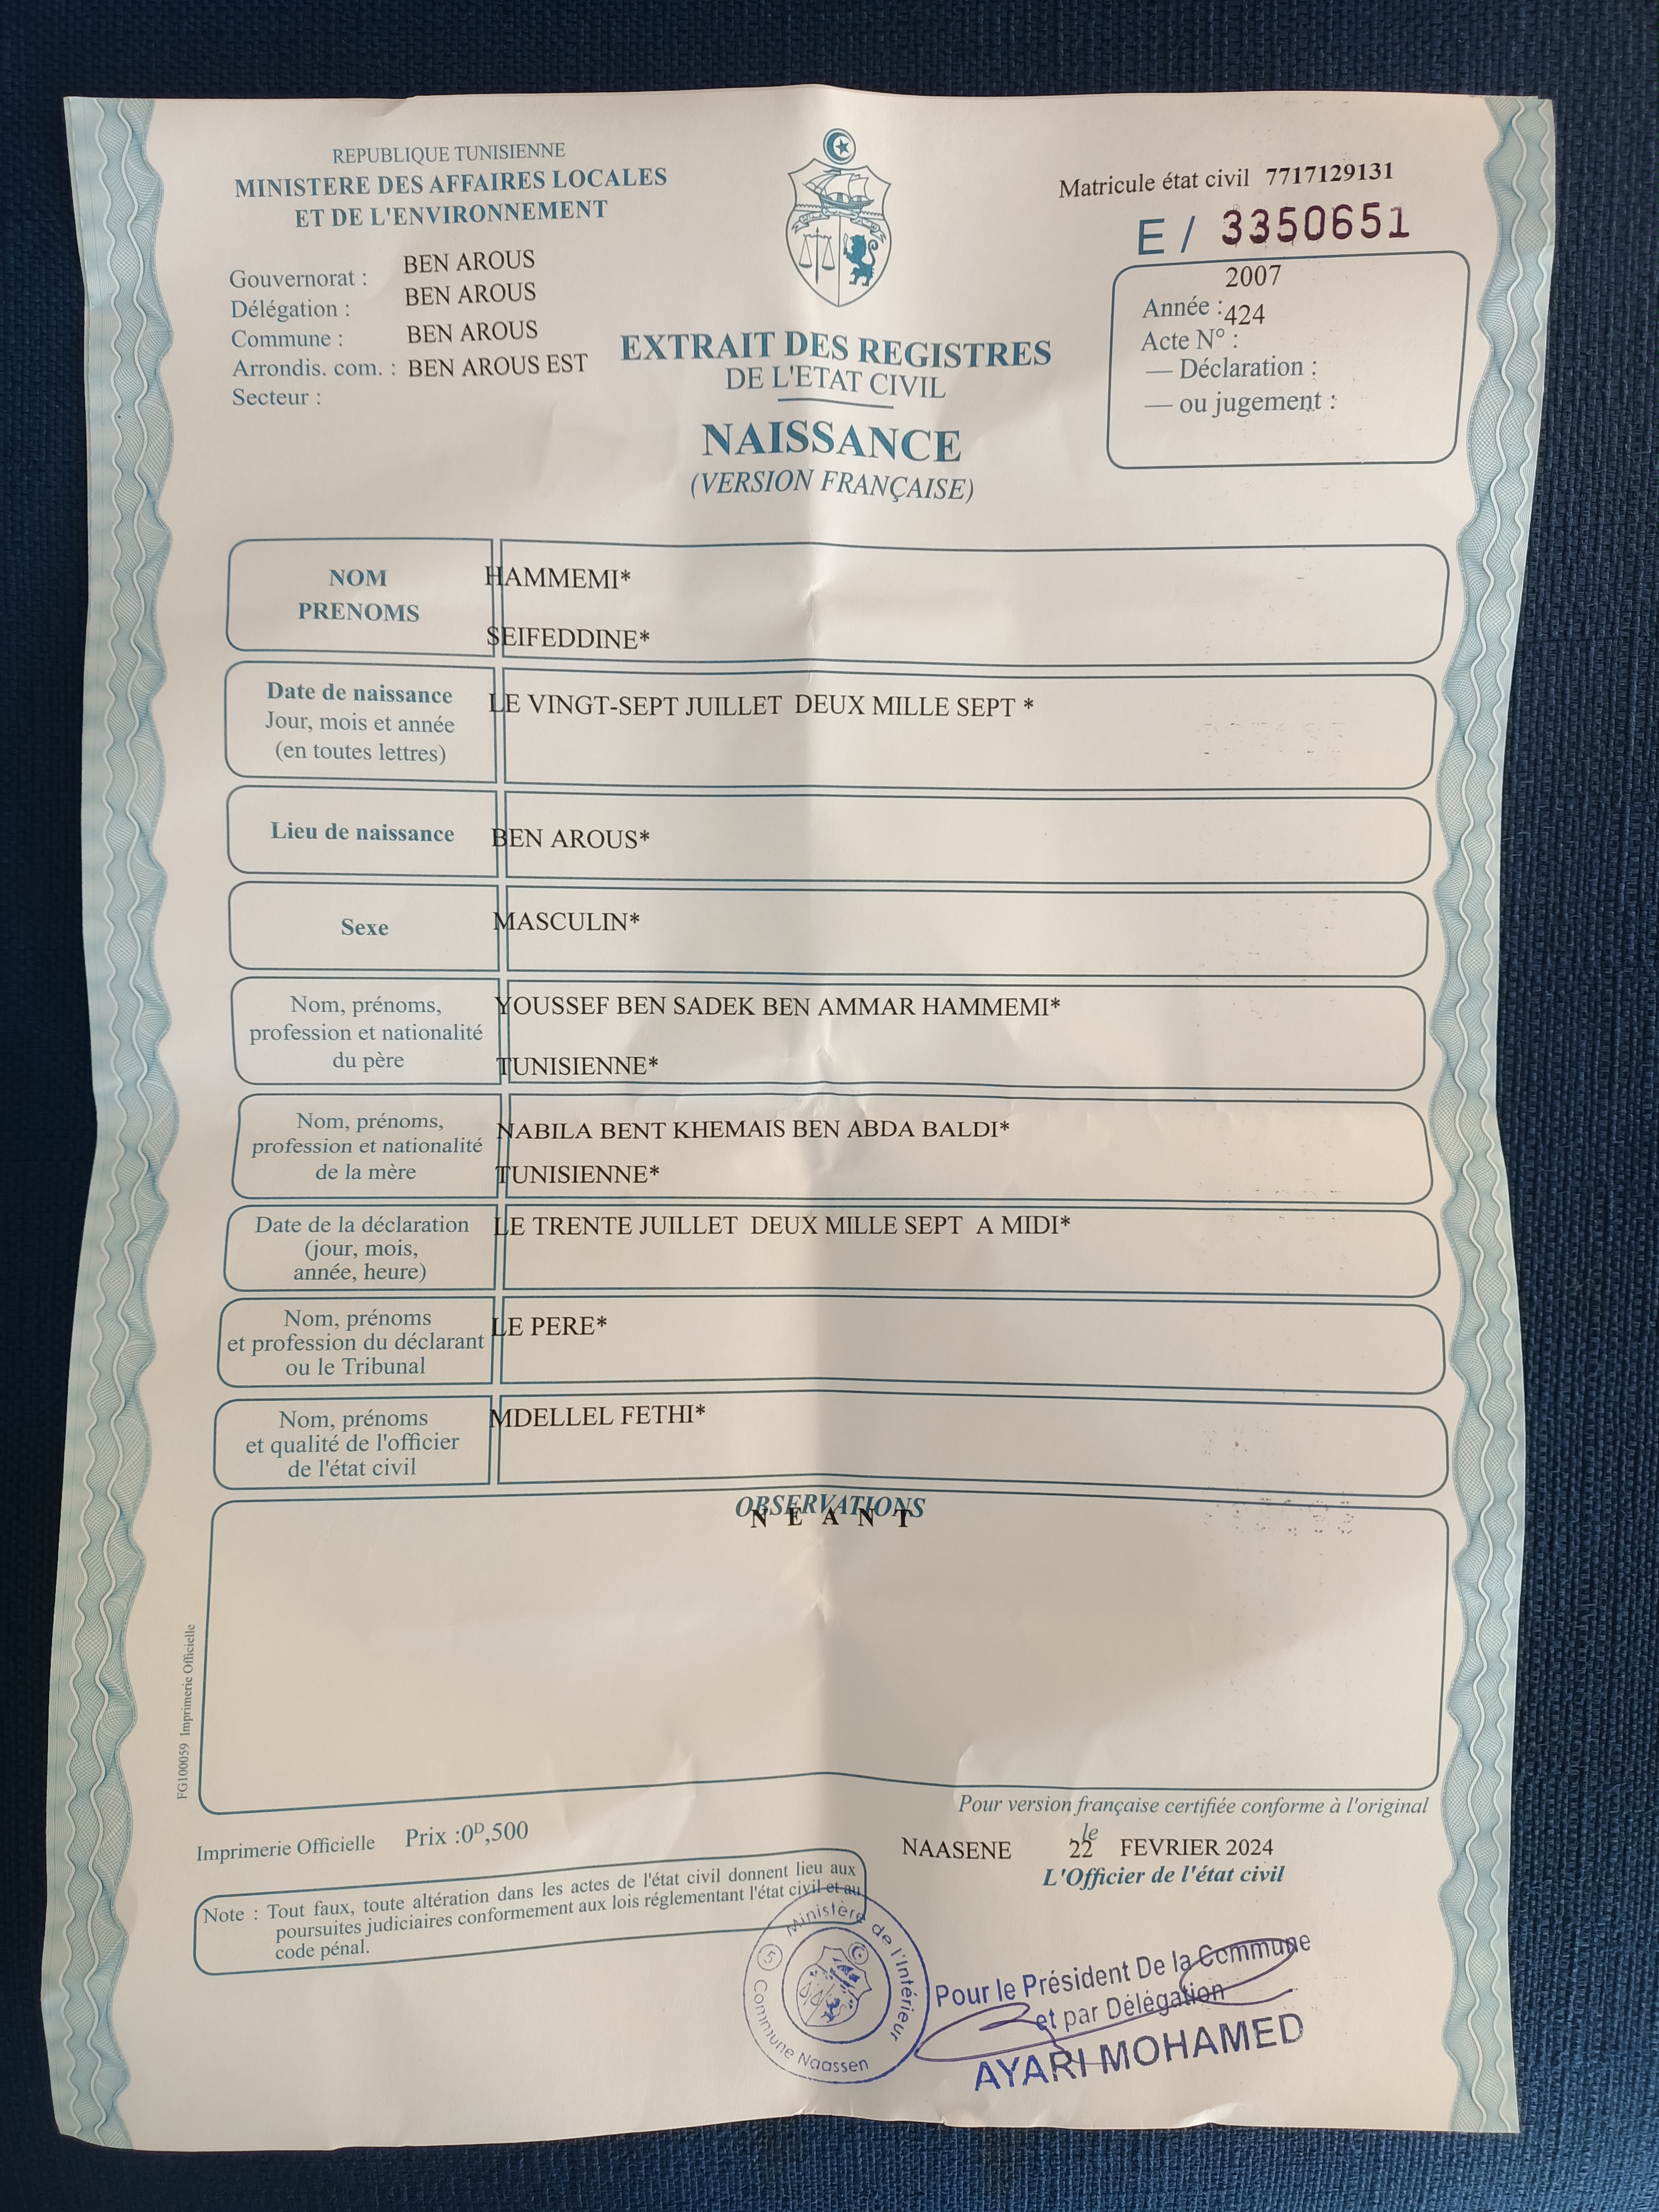 REPUBLIQUE TUNISIENNE
MINISTERE DES AFFAIRES LOCALES
ET DE L'ENVIRONNEMENT
Gouvernorat : BEN AROUS
Délégation : BEN AROUS
Commune : BEN AROUS
Arrondis. com. : BEN AROUS EST
Secteur :
Matricule état civil 7717129131
E / 3350651
2007
Année :
424
Acte N° :
— Déclaration :
— ou jugement :
EXTRAIT DES REGISTRES
DE L'ETAT CIVIL
NAISSANCE
(VERSION FRANÇAISE)
NOM HAMMEMI*
PRENOMS
SEIFEDDINE*
Date de naissance LE VINGT-SEPT JUILLET DEUX MILLE SEPT *
Jour, mois et année
(en toutes lettres)
Lieu de naissance BEN AROUS*
Sexe MASCULIN*
Nom, prénoms, YOUSSEF BEN SADEK BEN AMMAR HAMMEMI*
profession et nationalité
du père TUNISIENNE*
Nom, prénoms, NABILA BENT KHEMAIS BEN ABDA BALDI*
profession et nationalité
de la mère TUNISIENNE*
Date de la déclaration LE TRENTE JUILLET DEUX MILLE SEPT A MIDI*
(jour, mois,
année, heure)
Nom, prénoms LE PERE*
et profession du déclarant
ou le Tribunal
Nom, prénoms MDELLEL FETHI*
et qualité de l'officier
de l'état civil
OBSERVATIONS
N E A N T
FG100059 Imprimerie Officielle
Pour version française certifiée conforme à l'original
le
NAASENE 22 FEVRIER 2024
L'Officier de l'état civil
Imprimerie Officielle Prix :0D,500
Note : Tout faux, toute altération dans les actes de l'état civil donnent lieu aux
poursuites judiciaires conformement aux lois réglementant l'état civil et au
code pénal.
Ministère de l'Intérieur
5 Commune Naassen
Pour le Président De la Commune
et par Délégation
AYARI MOHAMED